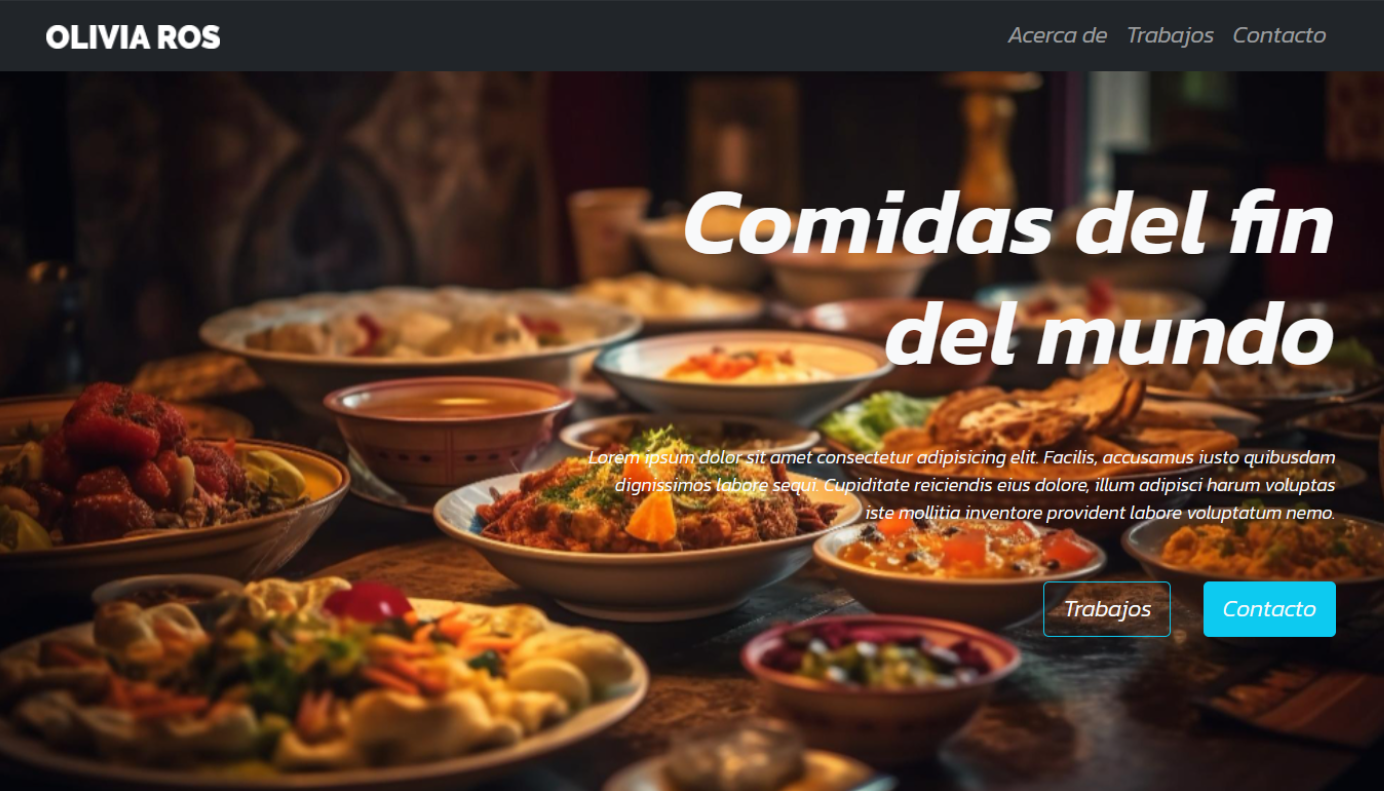 OLIVIA ROS
Acerca de Trabajos Contacto
Comidas del fin
del mundo
Lorem ipsum dolor sit amet consectetur adipisicing elit. Facilis, accusamus iusto quibusdam
dignissimos labore sequi. Cupiditate reiciendis eius dolore, illum adipisci harum voluptas
iste mollitia inventore provident labore voluptatum nemo.
Trabajos Contacto